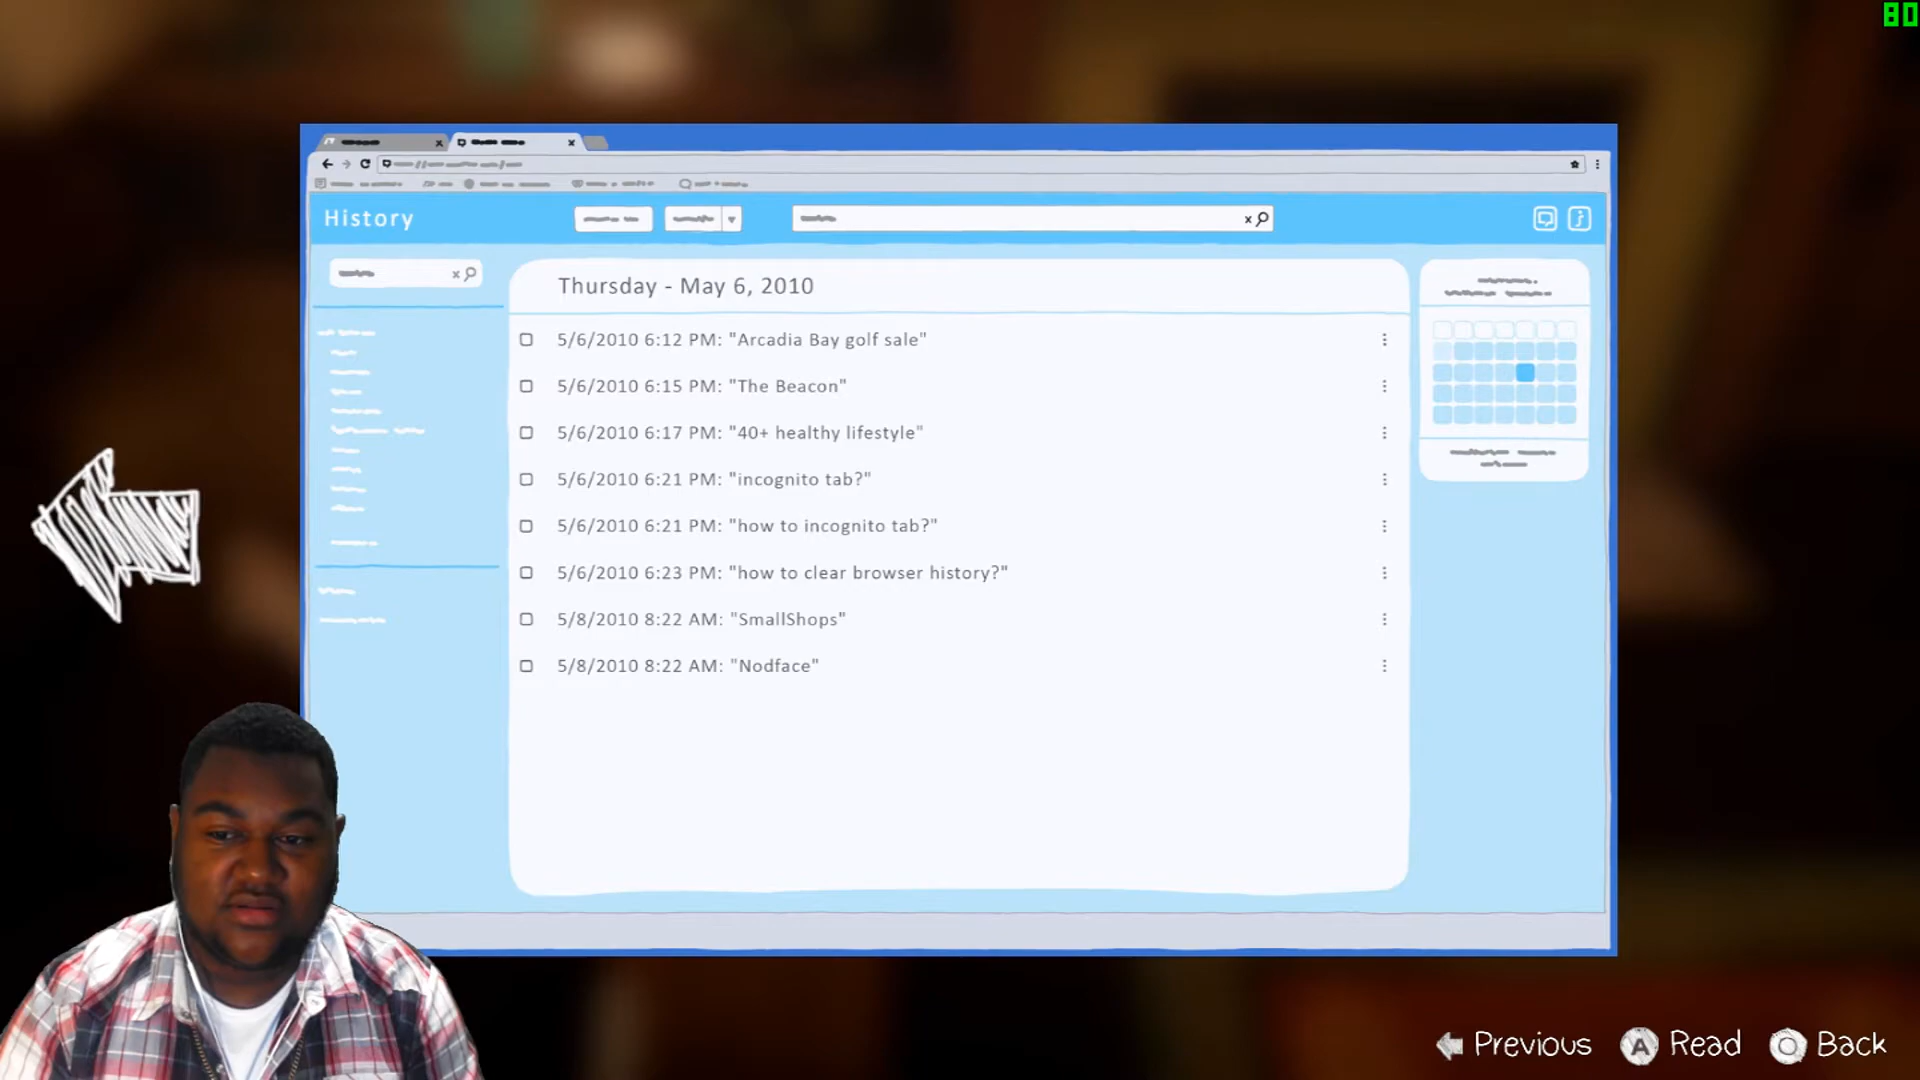 80
History
Thursday - May 6, 2010
5/6/2010 6:12 PM: "Arcadia Bay golf sale"
5/6/2010 6:15 PM: "The Beacon"
5/6/2010 6:17 PM: "40+ healthy lifestyle"
5/6/2010 6:21 PM: "incognito tab?"
5/6/2010 6:21 PM: "how to incognito tab?"
5/6/2010 6:23 PM: "how to clear browser history?"
5/8/2010 8:22 AM: "SmallShops"
5/8/2010 8:22 AM: "Nodface"
Previous A Read Back